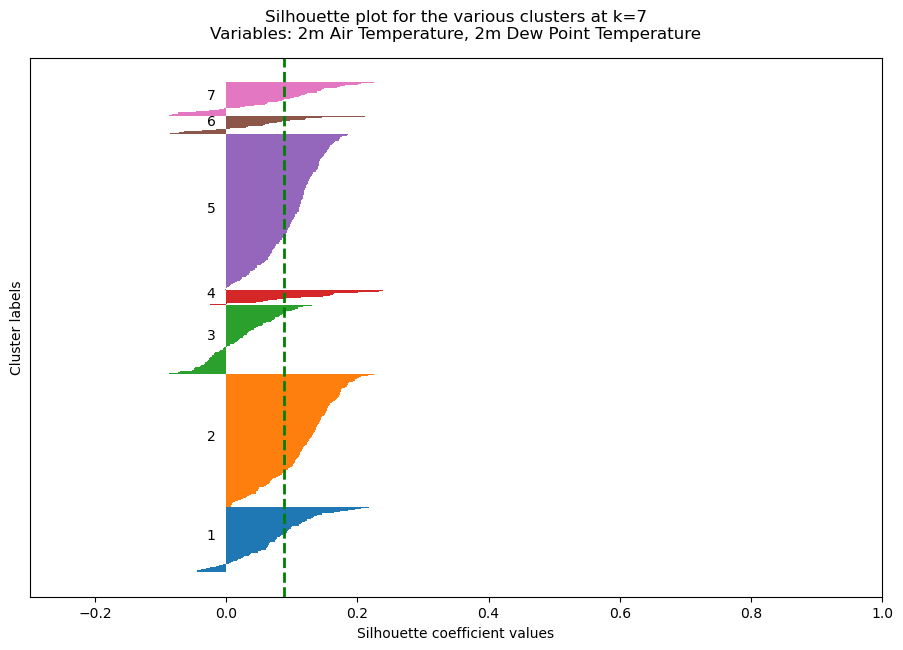 Silhouette plot for the various clusters at k=7
Variables: 2m Air Temperature, 2m Dew Point Temperature
Cluster labels
7
6
5
4
3
2
1
−0.2 0.0 0.2 0.4 0.6 0.8 1.0
Silhouette coefficient values